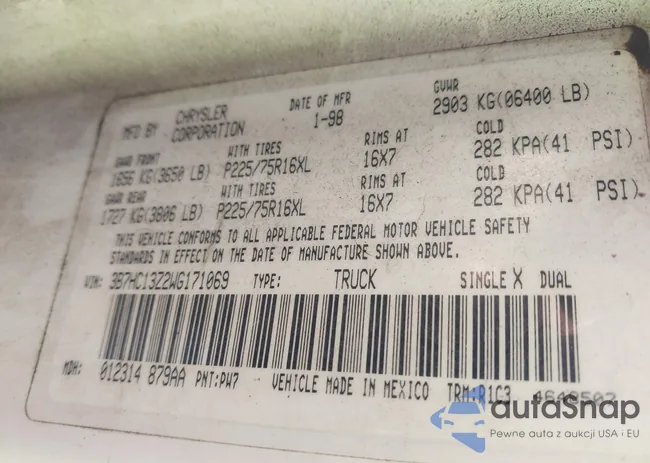 MFD BY CHRYSLER CORPORATION DATE OF MFR 1-98 GVWR 2903 KG(06400 LB)
GAWR FRONT WITH TIRES RIMS AT COLD
1656 KG(3650 LB) P225/75R16XL 16X7 282 KPA(41 PSI)
GAWR REAR WITH TIRES RIMS AT COLD
1727 KG(3806 LB) P225/75R16XL 16X7 282 KPA(41 PSI)
THIS VEHICLE CONFORMS TO ALL APPLICABLE FEDERAL MOTOR VEHICLE SAFETY
STANDARDS IN EFFECT ON THE DATE OF MANUFACTURE SHOWN ABOVE.
VIN: 3B7HC13Z2WG171069 TYPE: TRUCK SINGLE X DUAL
MDH: 012314 879AA PNT:PW7 VEHICLE MADE IN MEXICO TRM:R1G3
autaSnap
Pewne auta z aukcji USA i EU